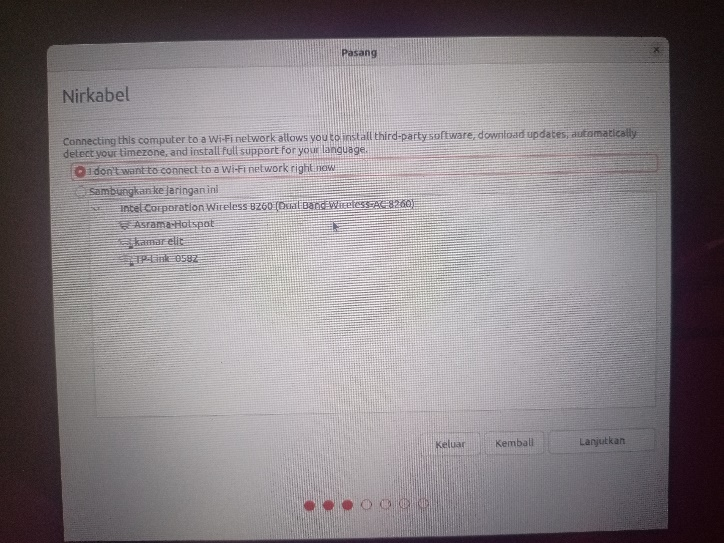 Pasang
Nirkabel
Connecting this computer to a Wi-Fi network allows you to install third-party software, download updates, automatically
detect your timezone, and install full support for your language.
I don't want to connect to a Wi-Fi network right now
Sambungkan ke jaringan ini
Intel Corporation Wireless 8260 (Dual Band Wireless-AC 8260)
Asrama-Hotspot
kamar elit
TP-Link_0582
Keluar
Kembali
Lanjutkan